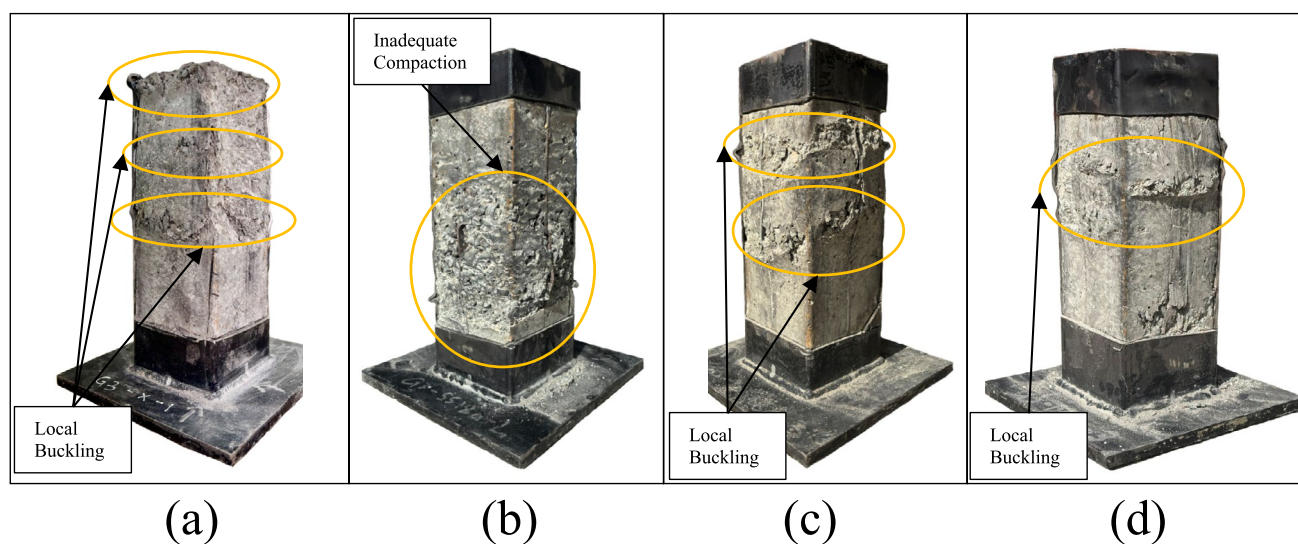 Inadequate
Compaction
Local
Buckling
Local
Buckling
Local
Buckling
(a)
(b)
(c)
(d)